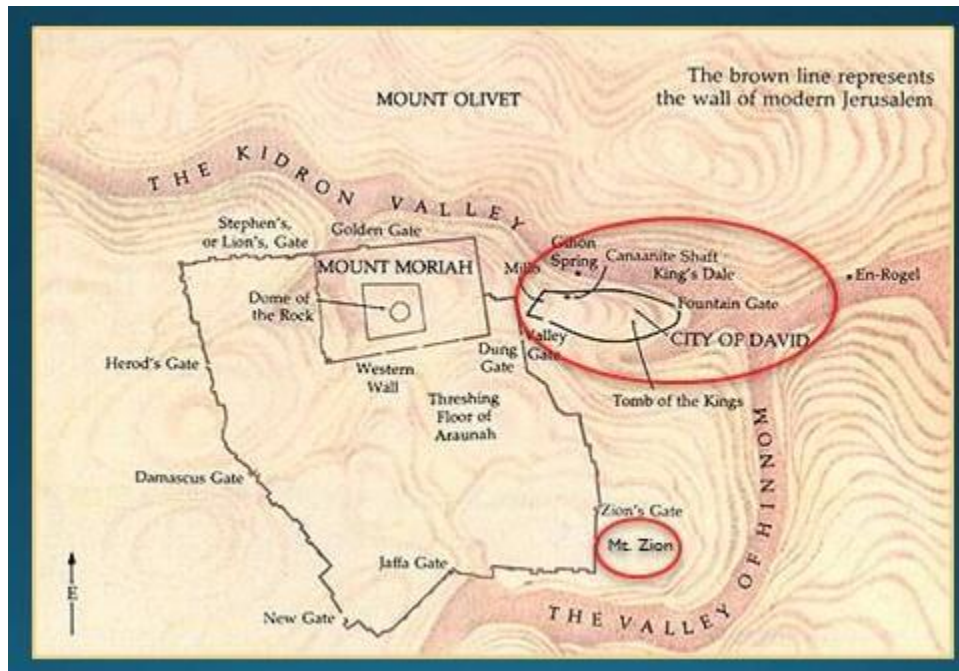 The brown line represents
the wall of modern Jerusalem
MOUNT OLIVET
THE KIDRON VALLEY
Stephen's,
or Lion's, Gate
Golden Gate
MOUNT MORIAH
Gihon
Spring
Canaanite Shaft
Millo
King's Dale
En-Rogel
Dome of
the Rock
Fountain Gate
CITY OF DAVID
Valley
Gate
Dung
Gate
Herod's Gate
Western
Wall
Threshing
Floor of
Araunah
Tomb of the Kings
Damascus Gate
Zion's Gate
Mt. Zion
Jaffa Gate
New Gate
E
THE VALLEY OF HINNOM